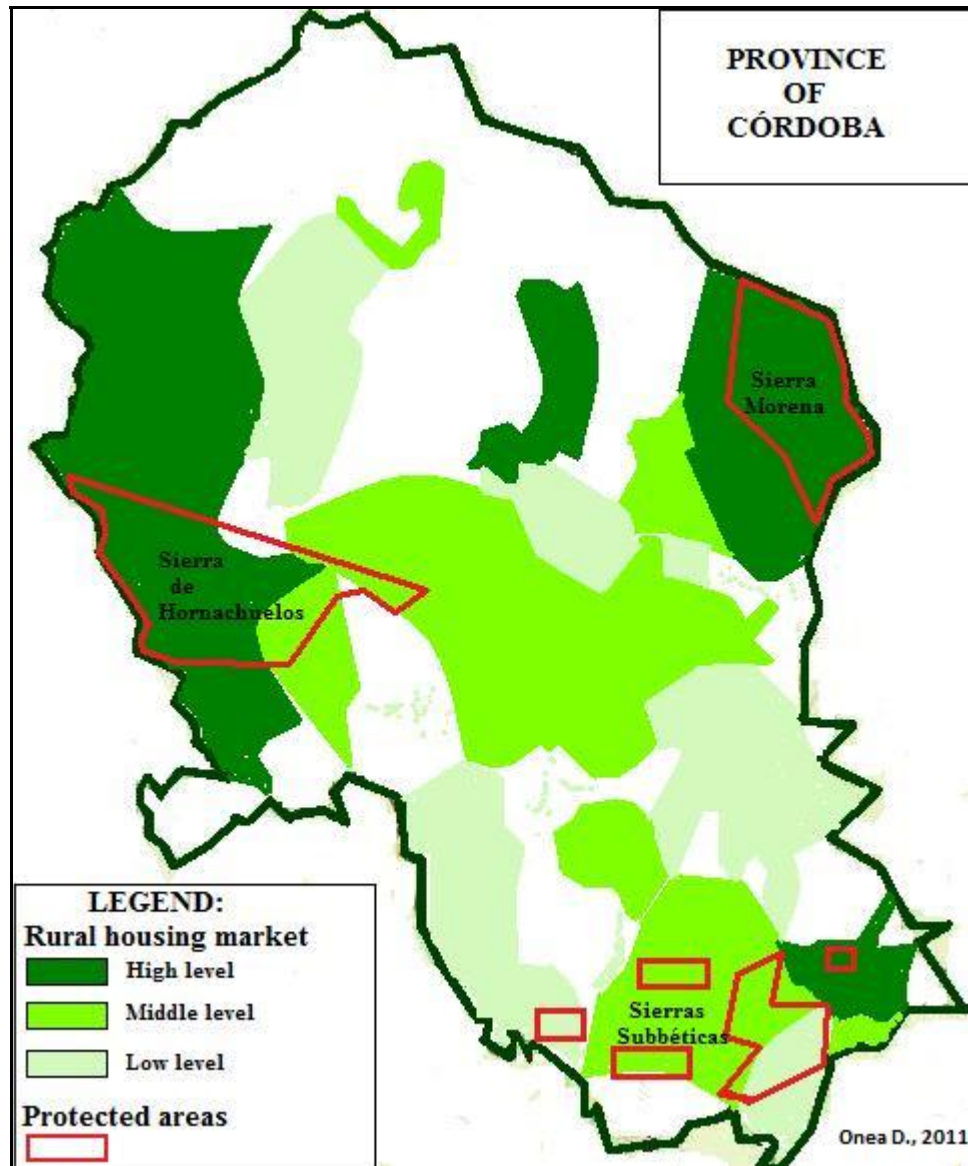 PROVINCE
OF
CÓRDOBA
Sierra
Morena
Sierra
de
Hornachuelos
LEGEND:
Rural housing market
High level
Middle level
Low level
Protected areas
Sierras
Subbéticas
Onea D., 2011